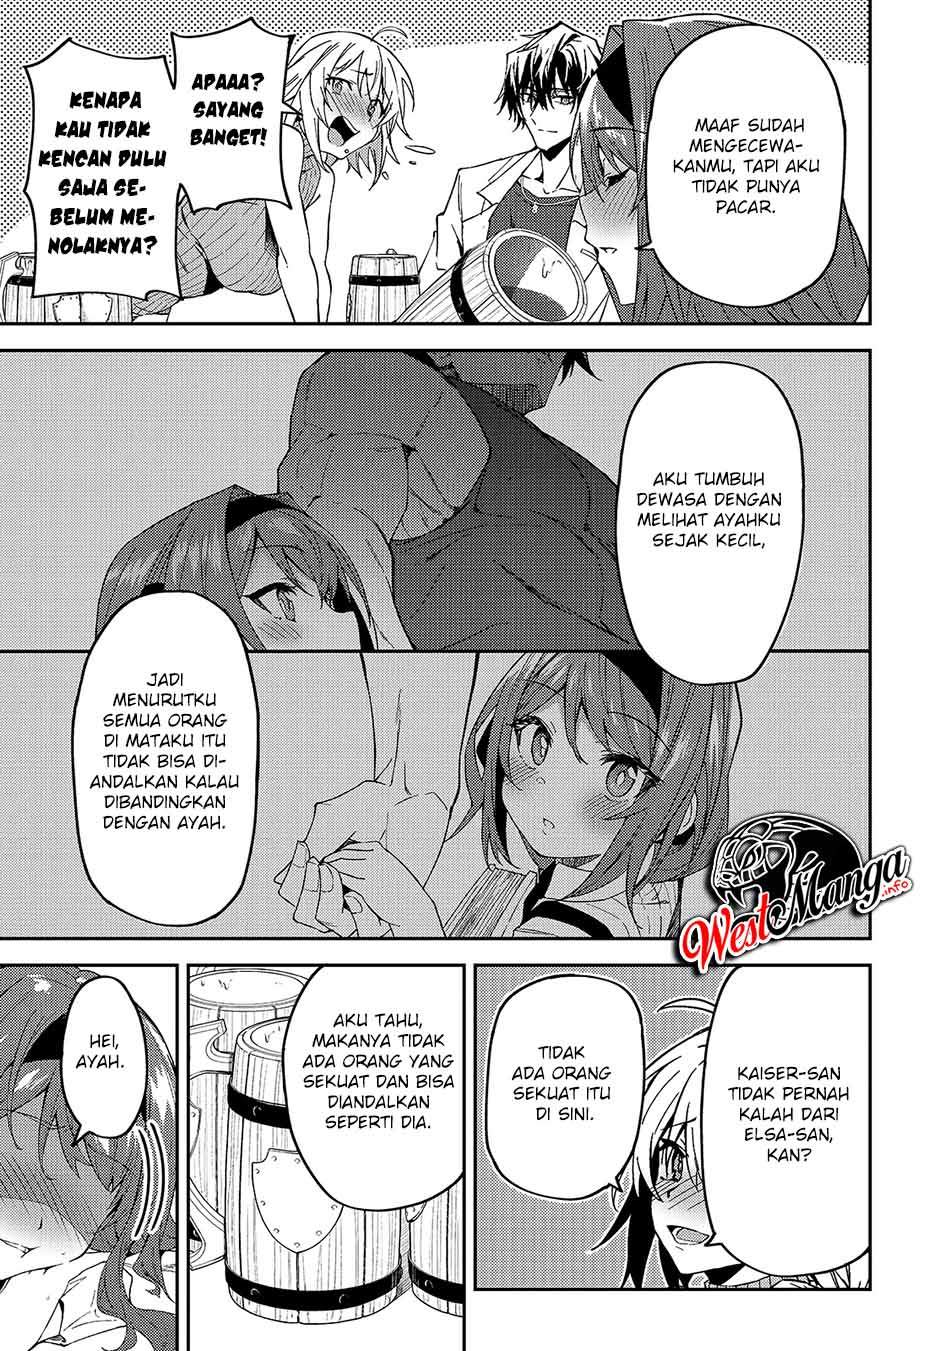 MAAF SUDAH
MENGECEWA-
KANMU, TAPI AKU
TIDAK PUNYA
PACAR.
APAAA?
SAYANG
BANGET!
KENAPA
KAU TIDAK
KENCAN DULU
SAJA SE-
BELUM ME-
NOLAKNYA?
AKU TUMBUH
DEWASA DENGAN
MELIHAT AYAHKU
SEJAK KECIL,
JADI
MENURUTKU
SEMUA ORANG
DI MATAKU ITU
TIDAK BISA DI-
ANDALKAN KALAU
DIBANDINGKAN
DENGAN AYAH.
WestManga
.info
KAISER-SAN
TIDAK PERNAH
KALAH DARI
ELSA-SAN,
KAN?
TIDAK
ADA ORANG
SEKUAT ITU
DI SINI.
AKU TAHU,
MAKANYA TIDAK
ADA ORANG YANG
SEKUAT DAN BISA
DIANDALKAN
SEPERTI DIA.
HEI,
AYAH.